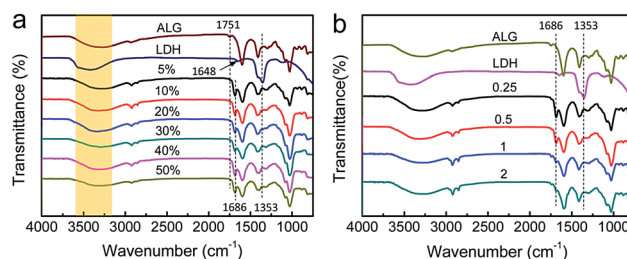 a
1751
ALG
LDH
5%
1648
10%
20%
30%
40%
50%
1686 1353
Transmittance (%)
4000 3500 3000 2500 2000 1500 1000
Wavenumber (cm⁻¹)
b
1686 1353
ALG
LDH
0.25
0.5
1
2
Transmittance (%)
4000 3500 3000 2500 2000 1500 1000
Wavenumber (cm⁻¹)